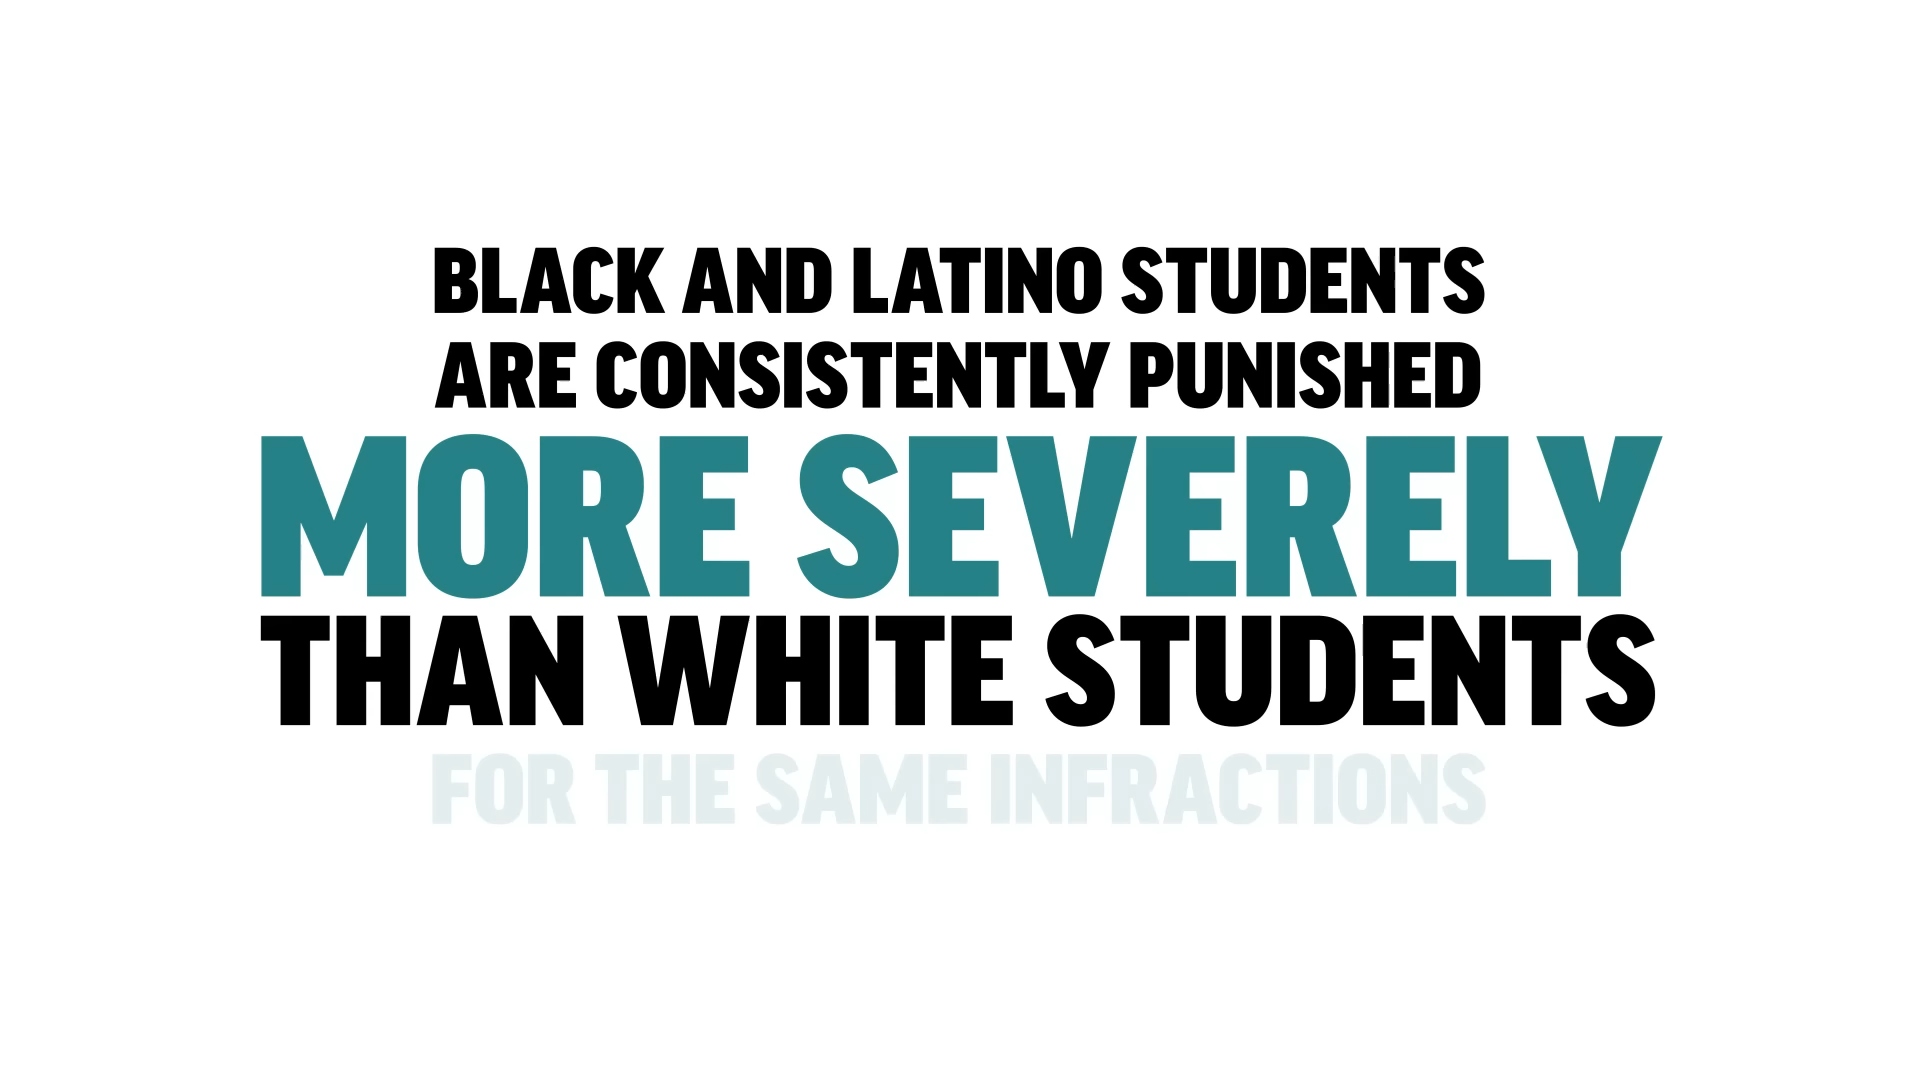 BLACK AND LATINO STUDENTS
ARE CONSISTENTLY PUNISHED
MORE SEVERELY
THAN WHITE STUDENTS
FOR THE SAME INFRACTIONS